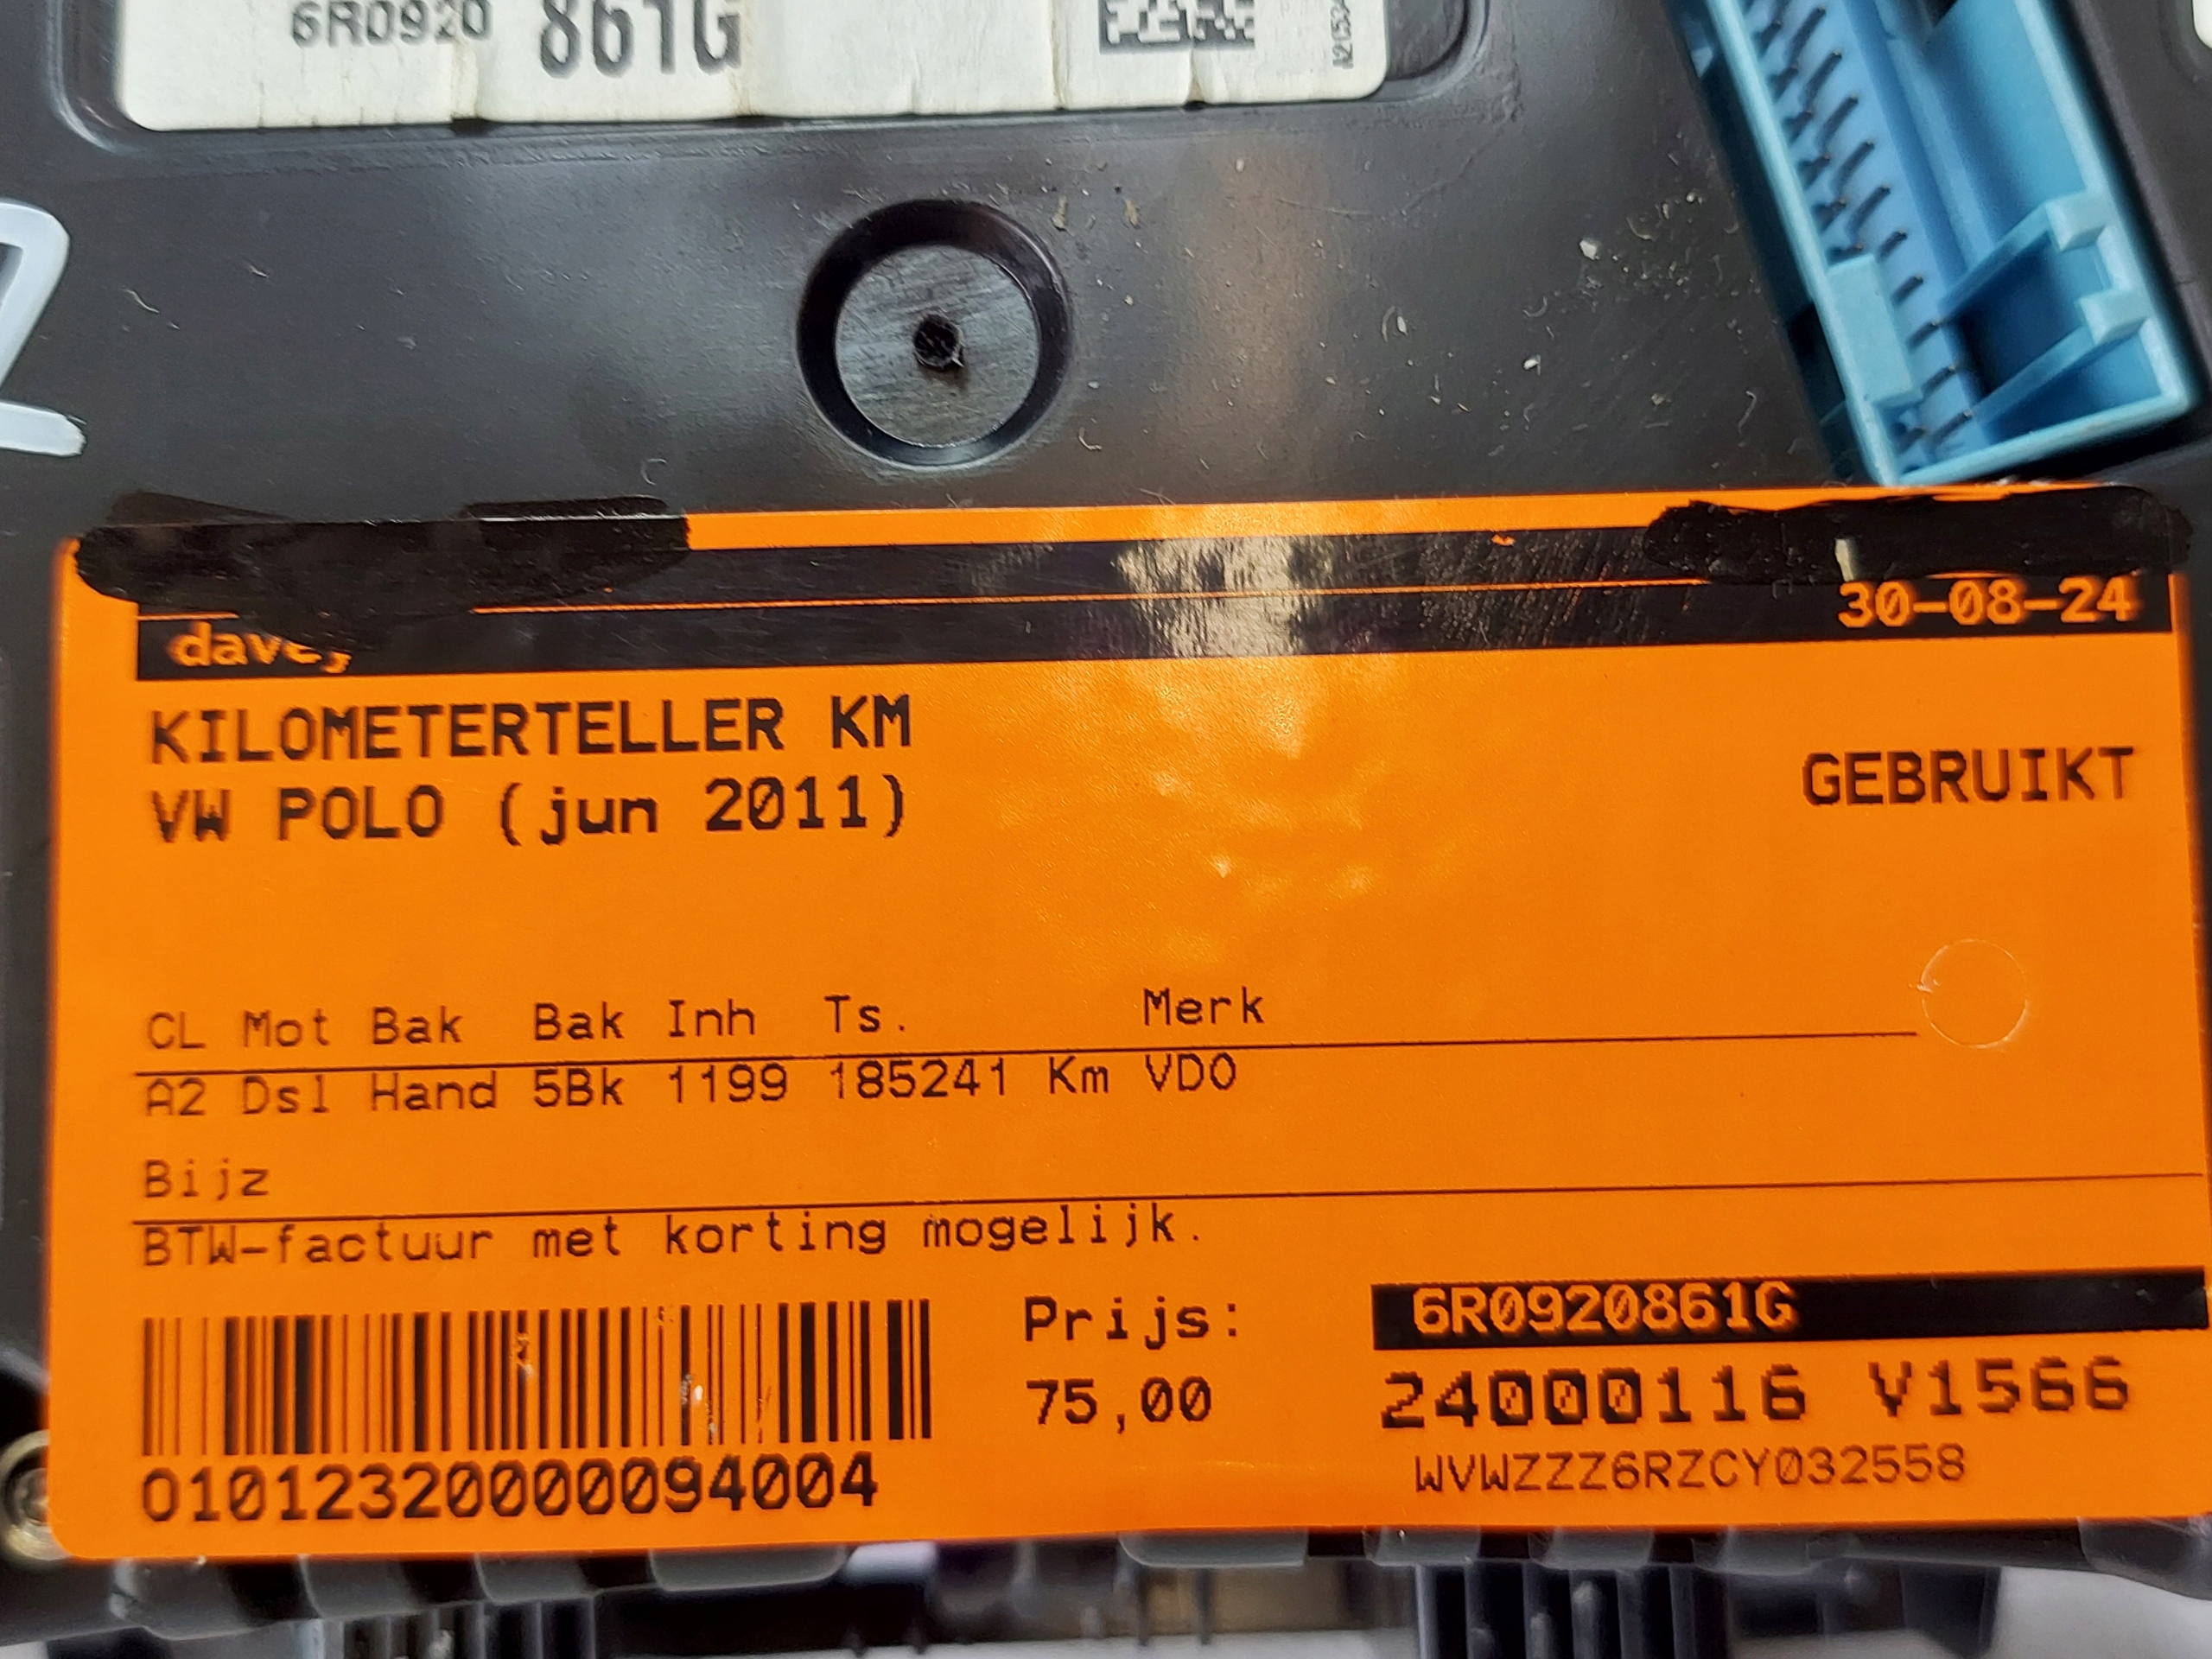 6R0920 861G
30-08-24
davey
KILOMETERTELLER KM
VW POLO (jun 2011)
GEBRUIKT
CL Mot Bak Bak Inh Ts. Merk
A2 Dsl Hand 5Bk 1199 185241 Km VDO
Bijz
BTW-factuur met korting mogelijk.
Prijs:
75,00
6R0920861G
24000116 V1566
WVWZZZ6RZCY032558
01012320000094004